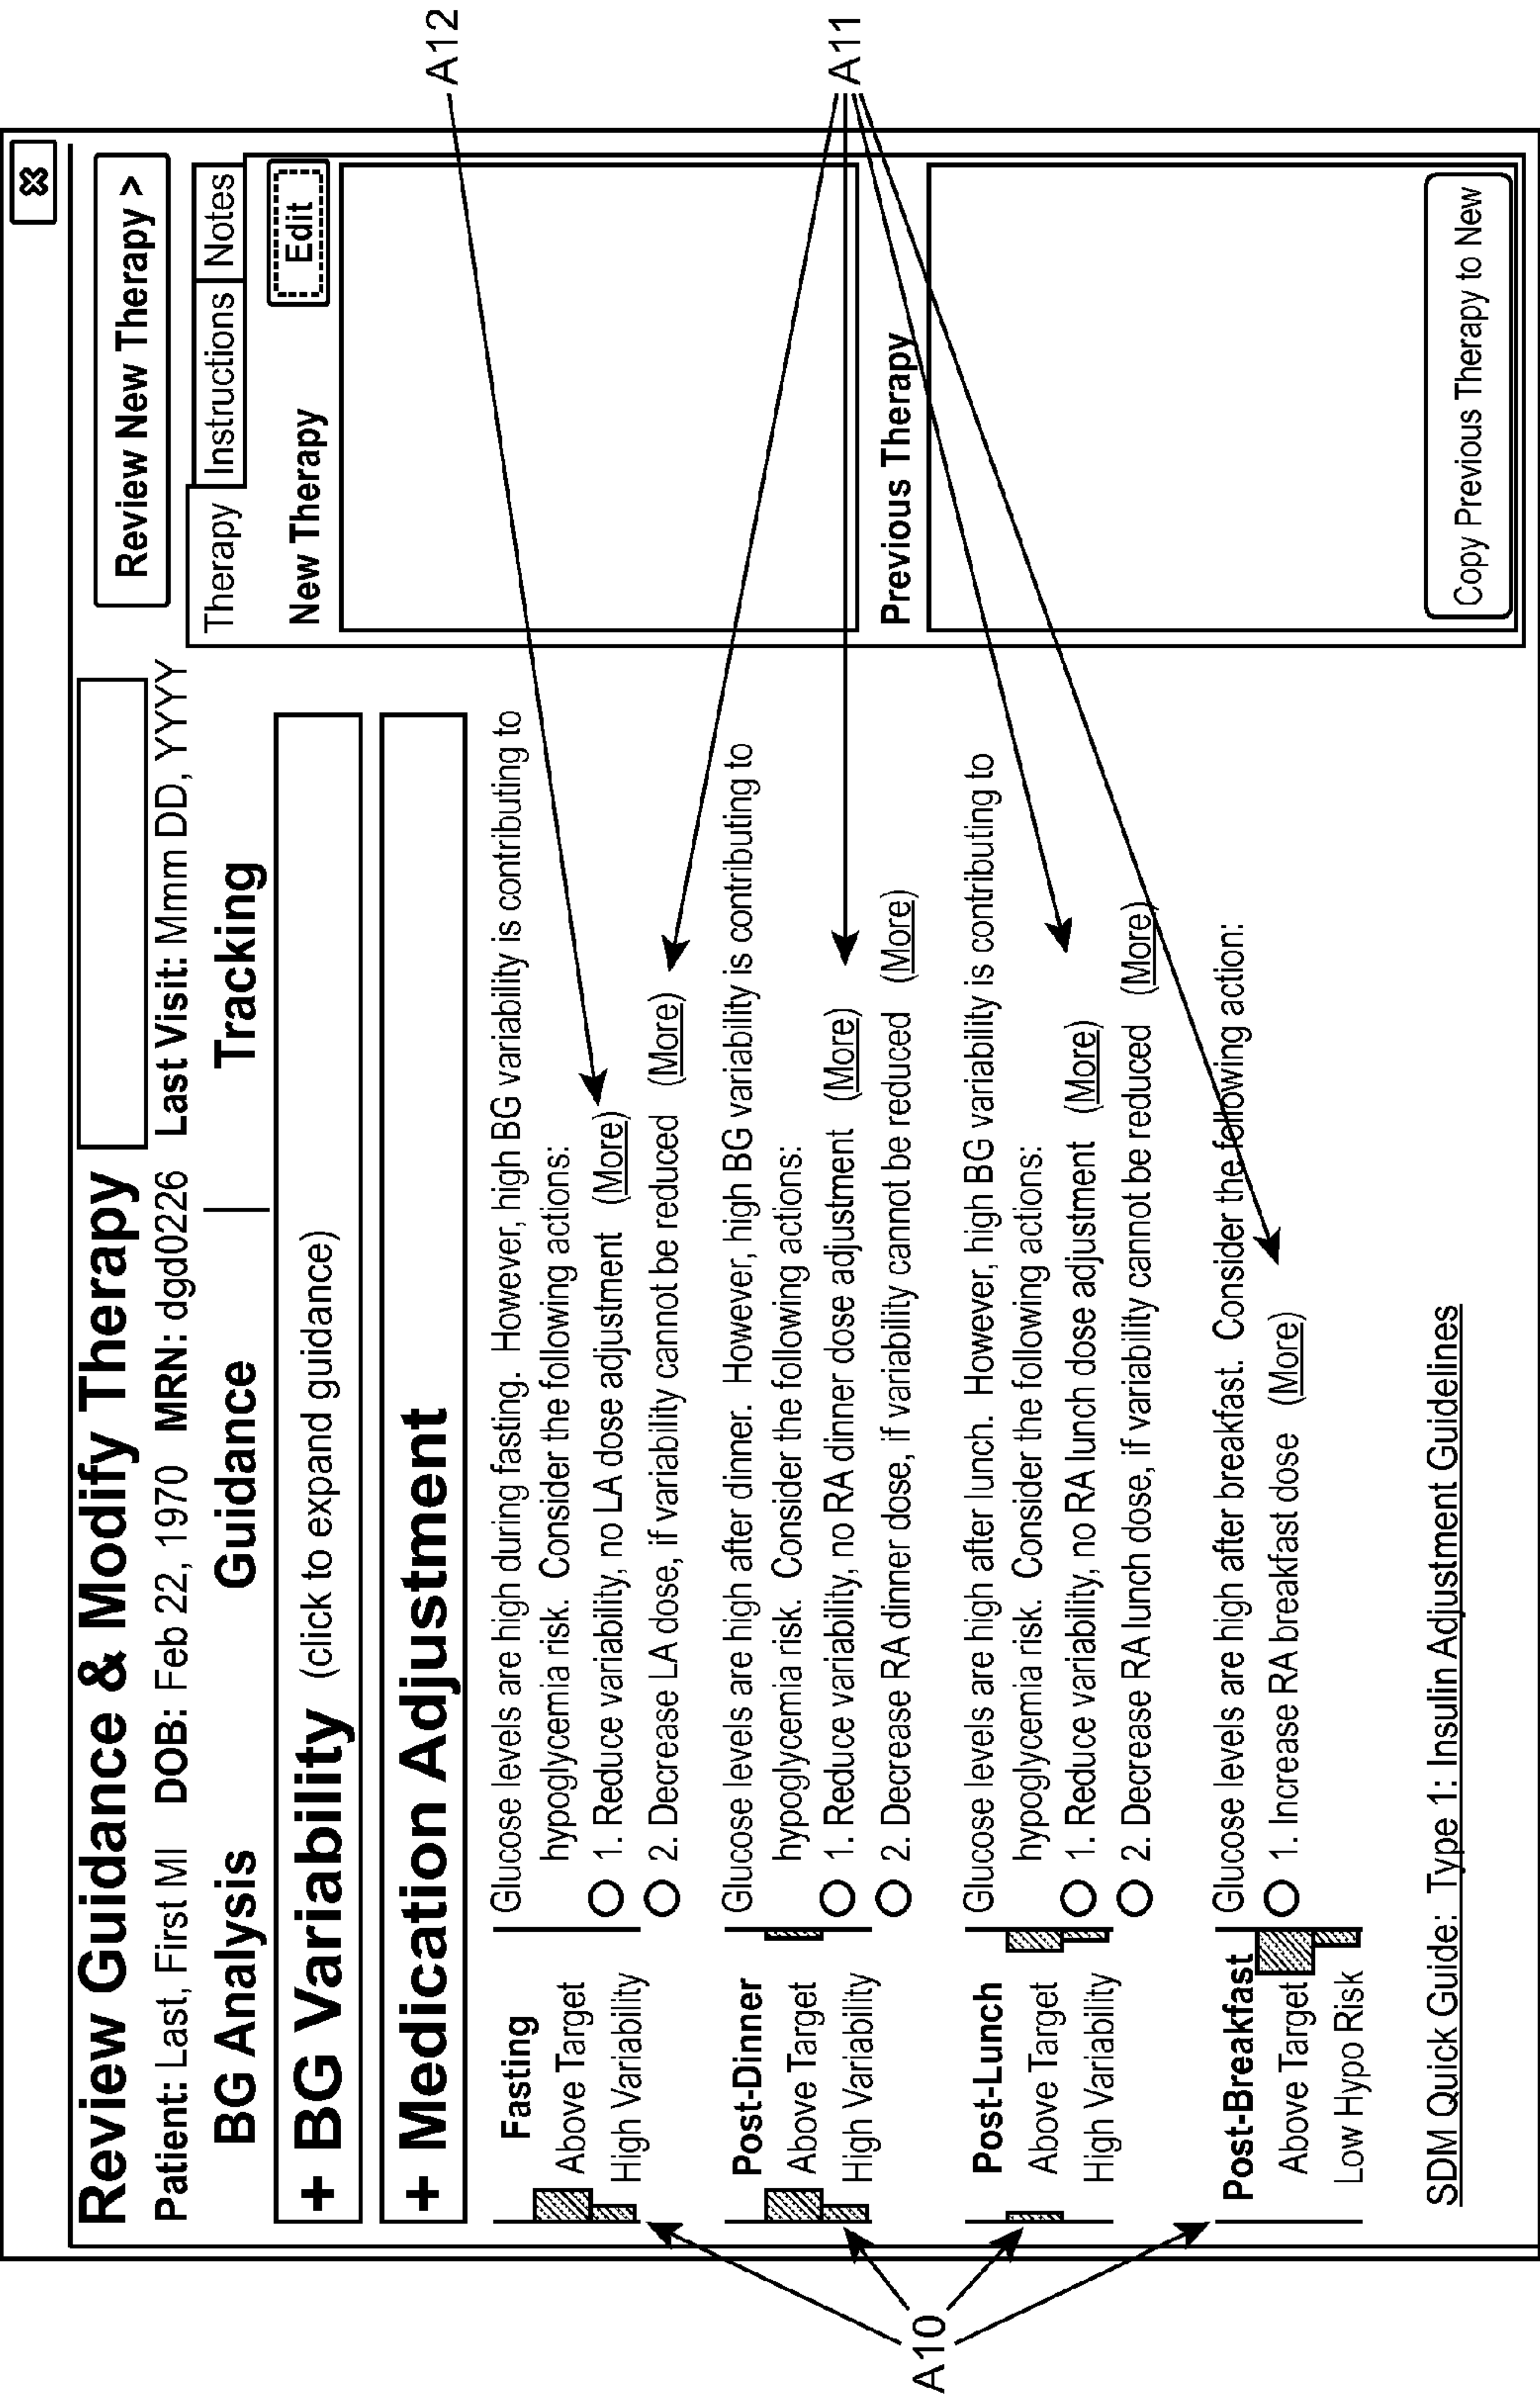 Review Guidance & Modify Therapy
Patient: Last, First MI DOB: Feb 22, 1970 MRN: dgd0226 Last Visit: Mmm DD, YYYY
Review New Therapy >
BG Analysis Guidance Tracking
Therapy Instructions Notes
+ BG Variability (click to expand guidance)
New Therapy Edit
+ Medication Adjustment
Fasting
Above Target
High Variability
Glucose levels are high during fasting. However, high BG variability is contributing to
hypoglycemia risk. Consider the following actions:
1. Reduce variability, no LA dose adjustment (More)
2. Decrease LA dose, if variability cannot be reduced (More)
Post-Dinner
Above Target
High Variability
Glucose levels are high after dinner. However, high BG variability is contributing to
hypoglycemia risk. Consider the following actions:
1. Reduce variability, no RA dinner dose adjustment (More)
2. Decrease RA dinner dose, if variability cannot be reduced (More)
Post-Lunch
Above Target
High Variability
Glucose levels are high after lunch. However, high BG variability is contributing to
hypoglycemia risk. Consider the following actions:
1. Reduce variability, no RA lunch dose adjustment (More)
2. Decrease RA lunch dose, if variability cannot be reduced (More)
Post-Breakfast
Above Target
Low Hypo Risk
Glucose levels are high after breakfast. Consider the following action:
1. Increase RA breakfast dose (More)
SDM Quick Guide: Type 1: Insulin Adjustment Guidelines
Previous Therapy
Copy Previous Therapy to New
A10
A12
A11